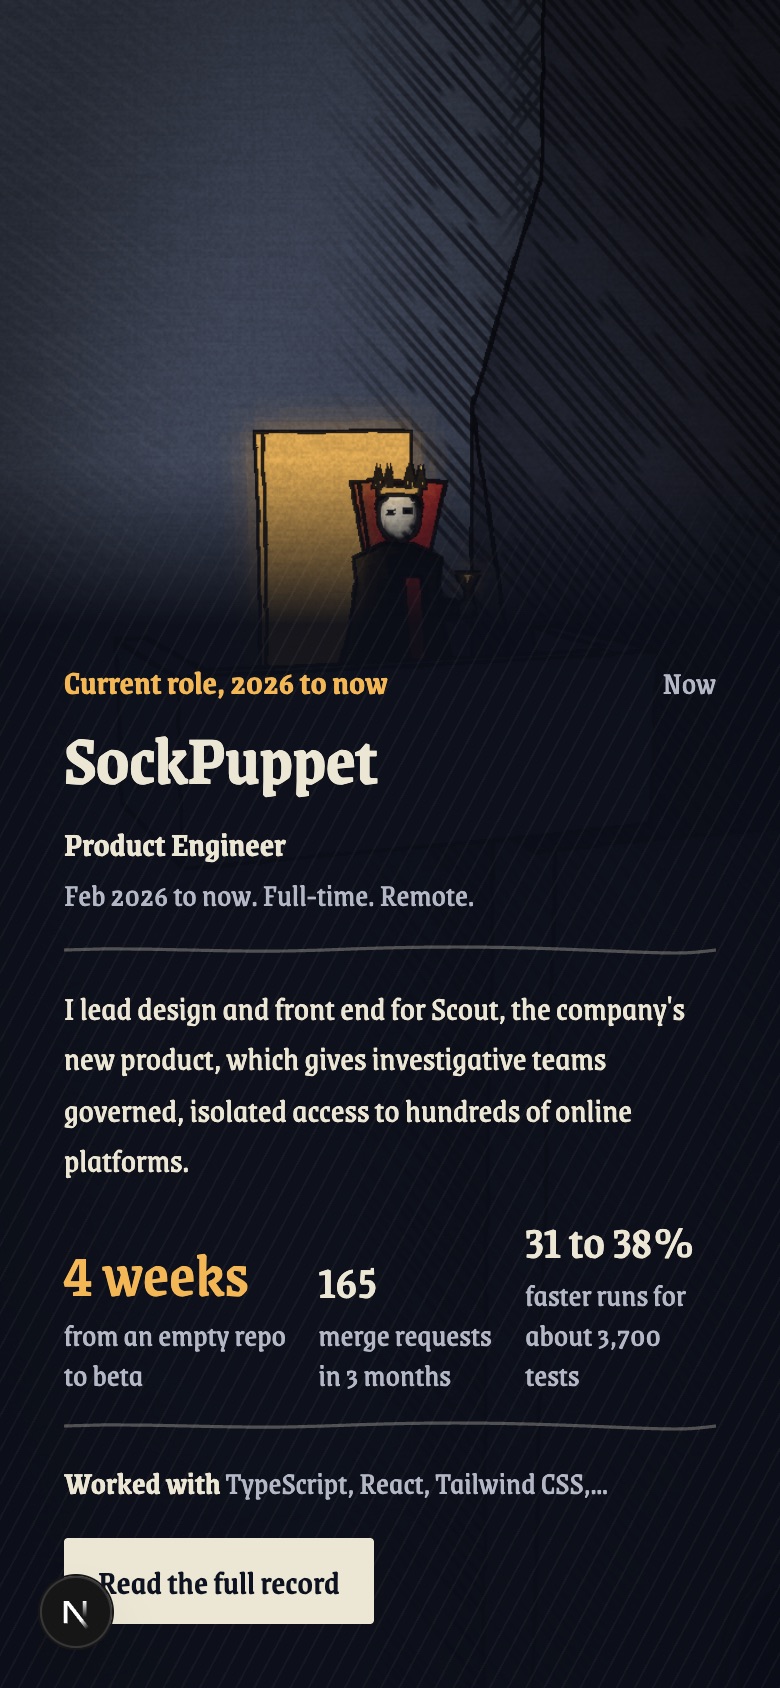 Current role, 2026 to now
Now
SockPuppet
Product Engineer
Feb 2026 to now. Full-time. Remote.
I lead design and front end for Scout, the company's
new product, which gives investigative teams
governed, isolated access to hundreds of online
platforms.
4 weeks
from an empty repo
to beta
165
merge requests
in 3 months
31 to 38%
faster runs for
about 3,700
tests
Worked with TypeScript, React, Tailwind CSS,...
Read the full record
N